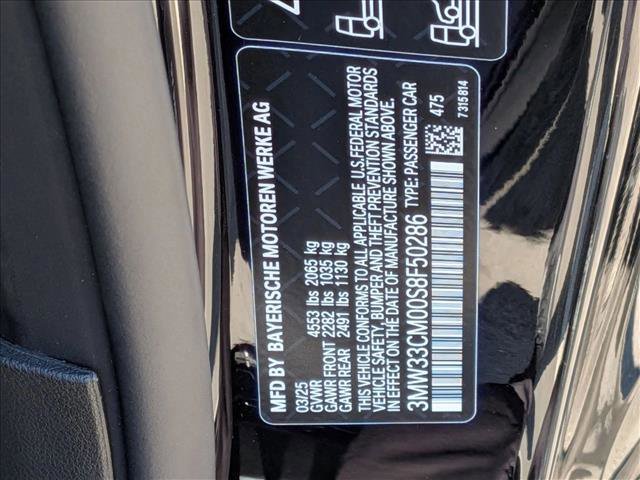 MFD BY BAYERISCHE MOTOREN WERKE AG
03/25
GVWR 4553 lbs 2065 kg
GAWR FRONT 2282 lbs 1035 kg
GAWR REAR 2491 lbs 1130 kg
THIS VEHICLE CONFORMS TO ALL APPLICABLE U.S.FEDERAL MOTOR
VEHICLE SAFETY, BUMPER AND THEFT PREVENTION STANDARDS
IN EFFECT ON THE DATE OF MANUFACTURE SHOWN ABOVE.
3MW33CM00S8F50286 TYPE: PASSENGER CAR
475
7315814